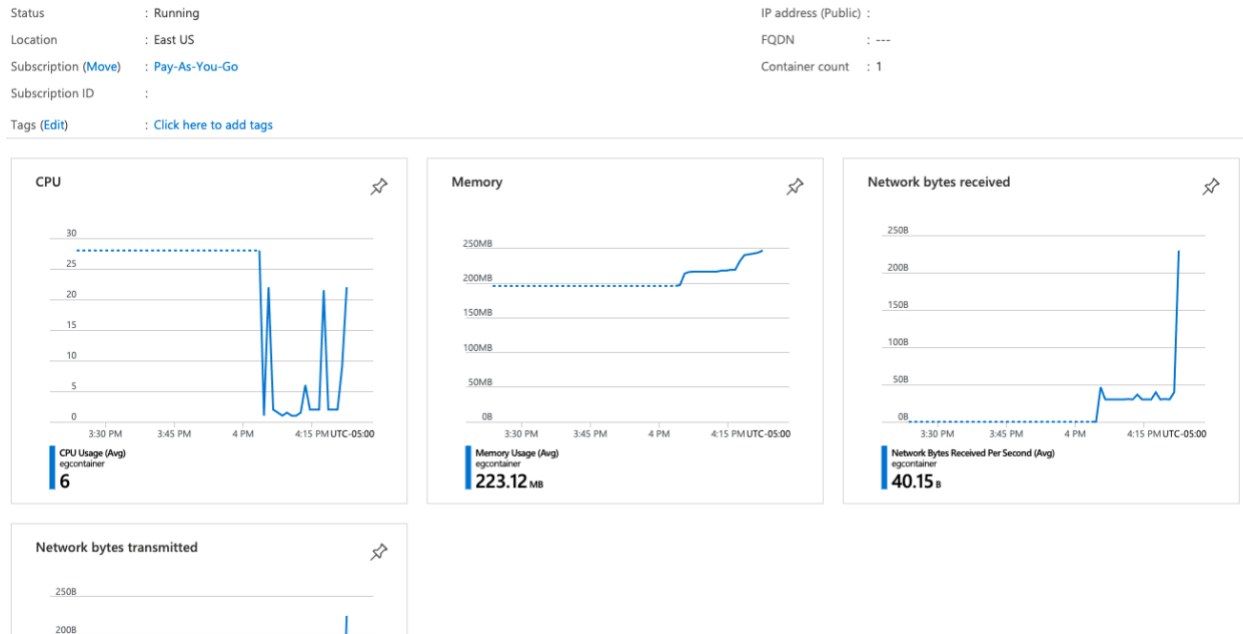 Status : Running
IP address (Public) :
Location : East US
FQDN : ---
Subscription (Move) : Pay-As-You-Go
Container count : 1
Subscription ID :
Tags (Edit) : Click here to add tags
CPU
30
25
20
15
10
5
0
3:30 PM 3:45 PM 4 PM 4:15 PM UTC-05:00
CPU Usage (Avg)
egcontainer
6
Memory
250MB
200MB
150MB
100MB
50MB
0B
3:30 PM 3:45 PM 4 PM 4:15 PM UTC-05:00
Memory Usage (Avg)
egcontainer
223.12 MB
Network bytes received
250B
200B
150B
100B
50B
0B
3:30 PM 3:45 PM 4 PM 4:15 PM UTC-05:00
Network Bytes Received Per Second (Avg)
egcontainer
40.15 B
Network bytes transmitted
250B
200B